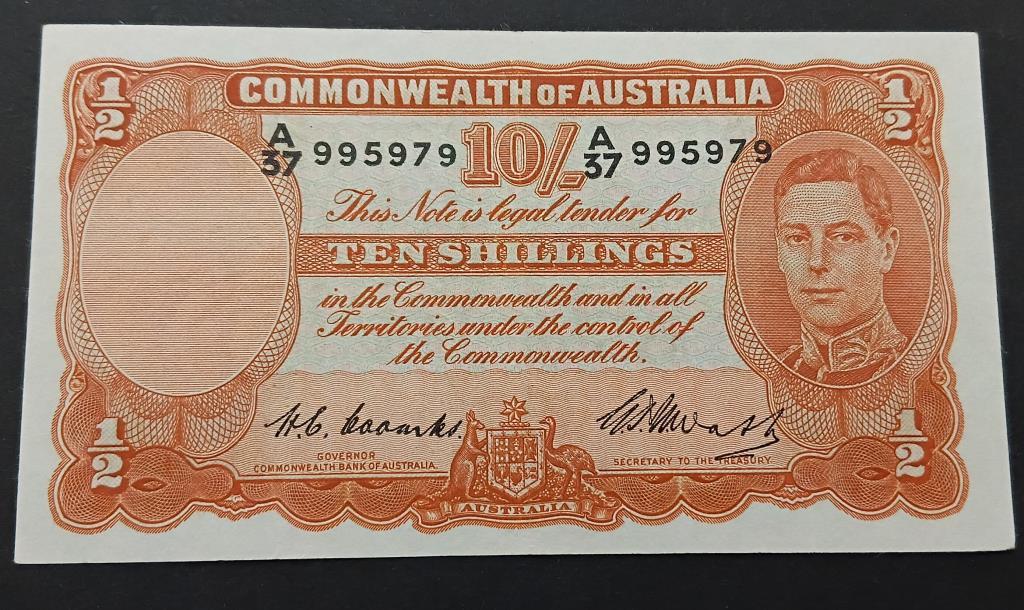 1/2 COMMONWEALTH OF AUSTRALIA 1/2
A/37 995979 10/- A/37 995979
This Note is legal tender for
TEN SHILLINGS
in the Commonwealth and in all
Territories under the control of
the Commonwealth.
1/2 H.C. Coombs. 1/2
GOVERNOR
COMMONWEALTH BANK OF AUSTRALIA.
SECRETARY TO THE TREASURY
AUSTRALIA